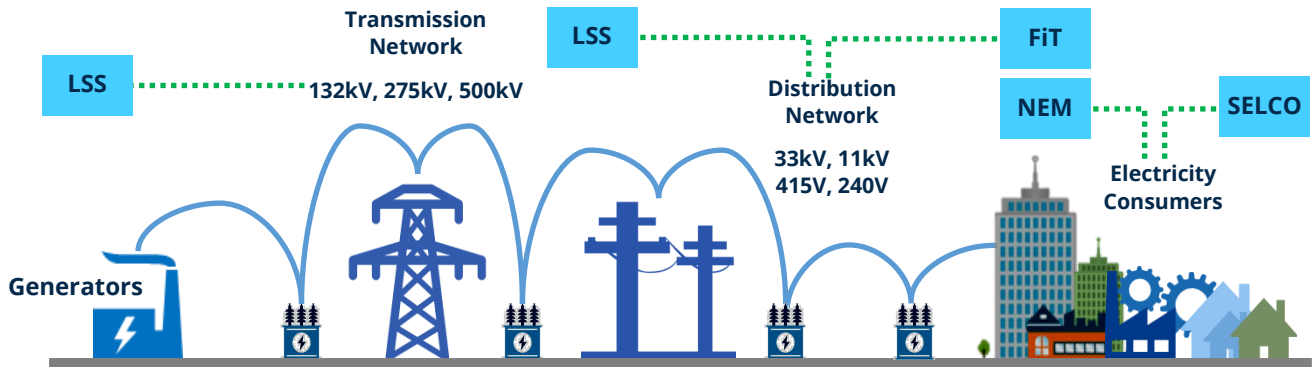 Transmission
Network
132kV, 275kV, 500kV
LSS
LSS
Distribution
Network
33kV, 11kV
415V, 240V
FiT
NEM
SELCO
Electricity
Consumers
Generators